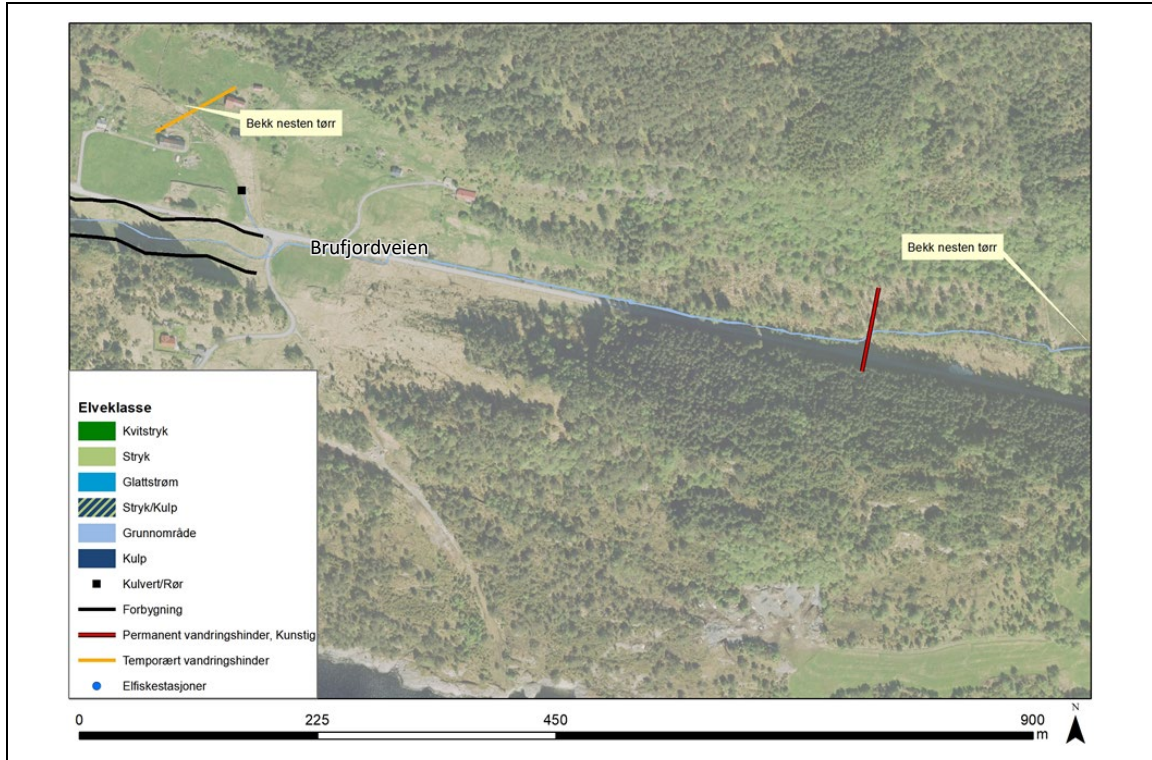 Bekk nesten tørr
Brufjordveien
Bekk nesten tørr
Elveklasse
Kvitstryk
Stryk
Glattstrøm
Stryk/Kulp
Grunnområde
Kulp
Kulvert/Rør
Forbygning
Permanent vandringshinder, Kunstig
Temporært vandringshinder
Elfiskestasjoner
0 225 450 900
m
N